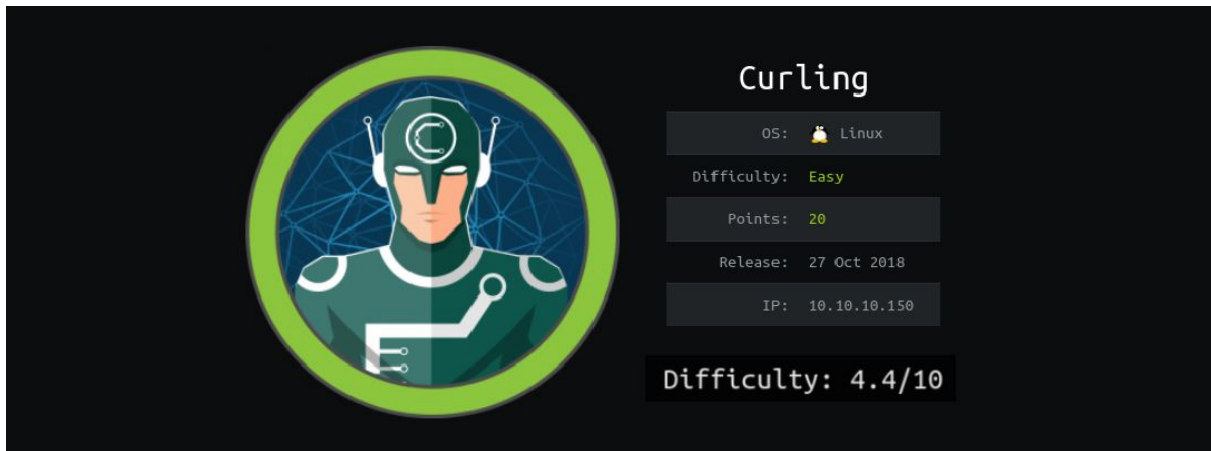 Curling
OS: Linux
Difficulty: Easy
Points: 20
Release: 27 Oct 2018
IP: 10.10.10.150
Difficulty: 4.4/10